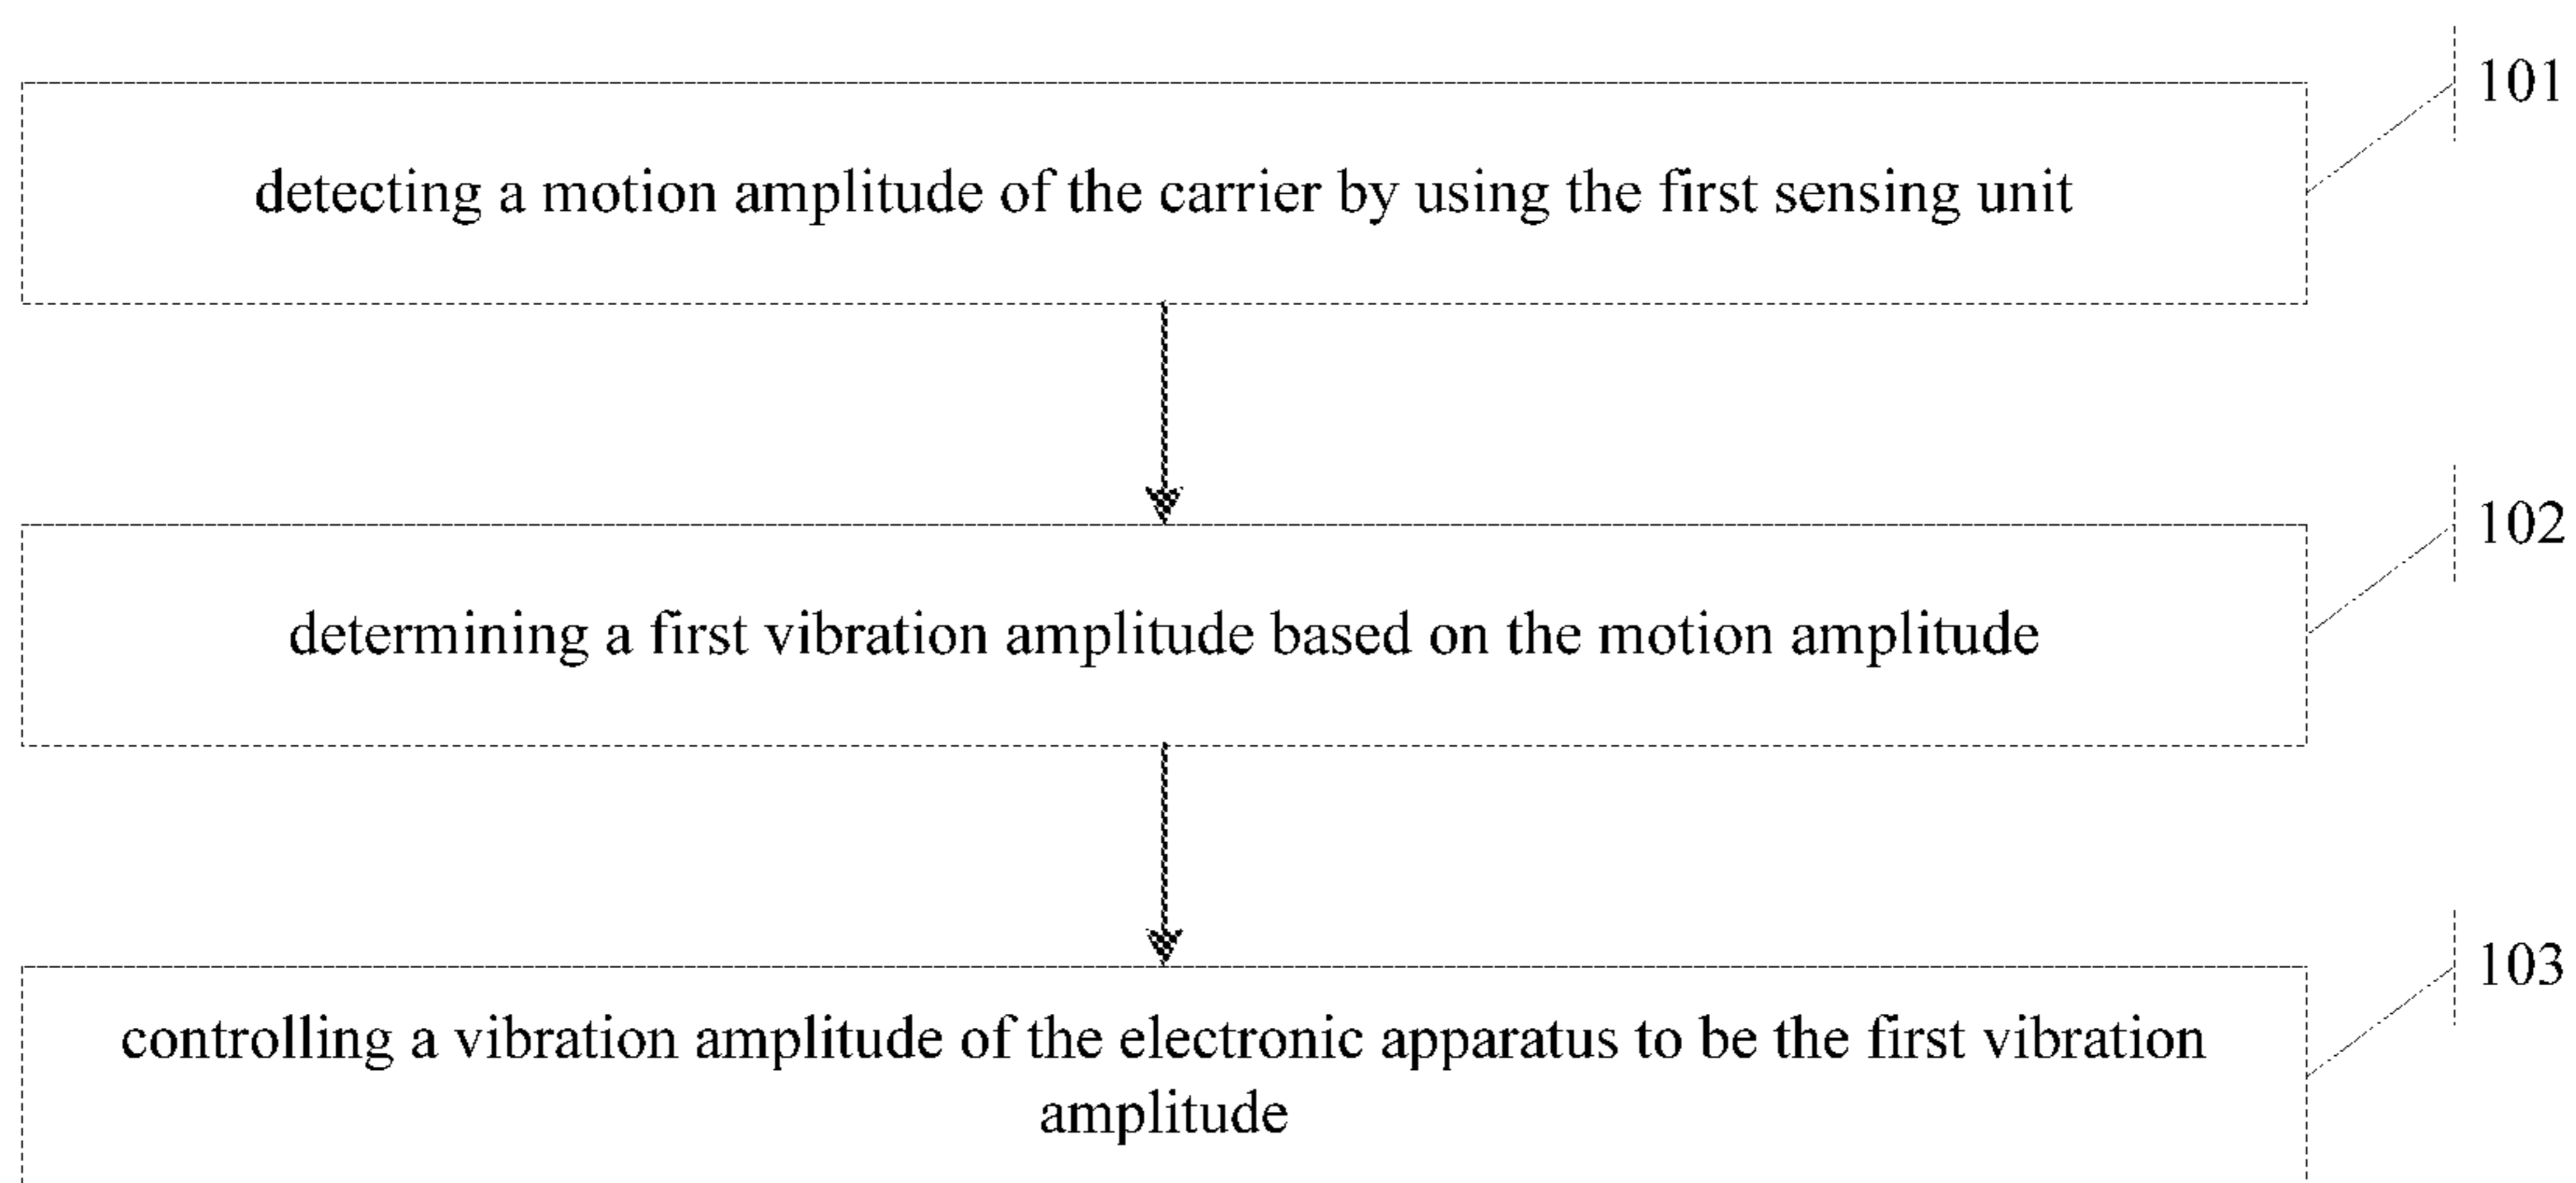 101
detecting a motion amplitude of the carrier by using the first sensing unit
102
determining a first vibration amplitude based on the motion amplitude
103
controlling a vibration amplitude of the electronic apparatus to be the first vibration
amplitude